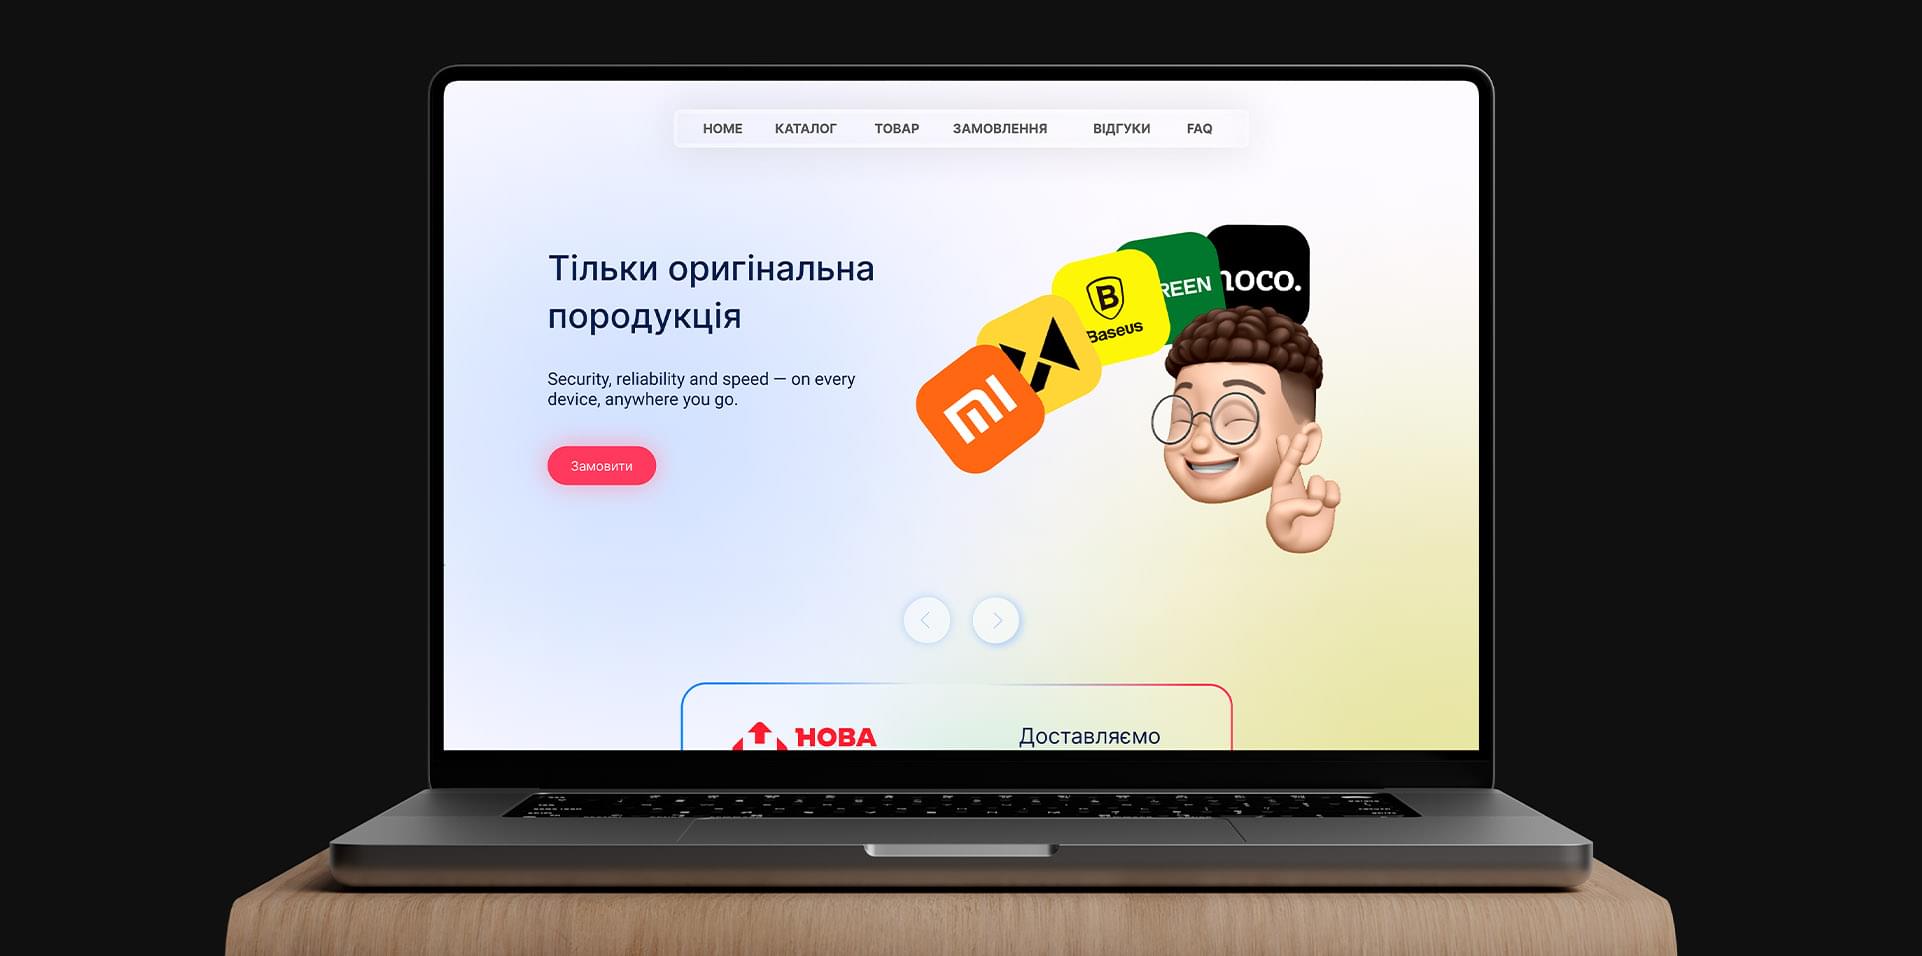 HOME КАТАЛОГ ТОВАР ЗАМОВЛЕННЯ ВІДГУКИ FAQ
Тільки оригінальна
породукція
Security, reliability and speed — on every
device, anywhere you go.
Замовити
mi
Baseus
REEN
hoco.
НОВА
Доставляємо